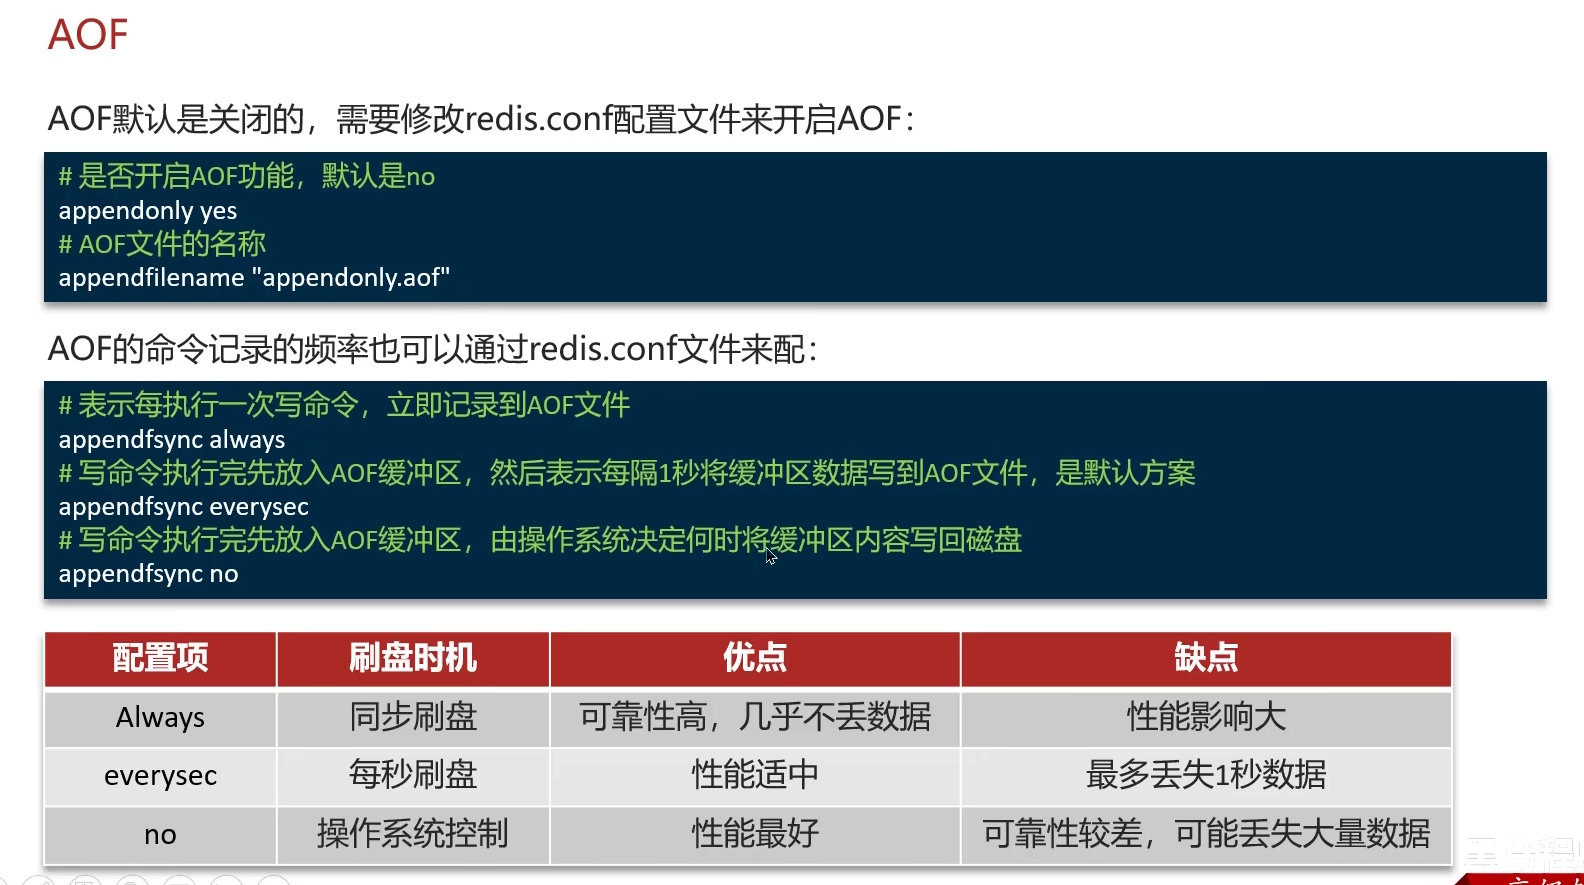 AOF
AOF默认是关闭的，需要修改redis.conf配置文件来开启AOF：
# 是否开启AOF功能，默认是no
appendonly yes
# AOF文件的名称
appendfilename "appendonly.aof"
AOF的命令记录的频率也可以通过redis.conf文件来配：
# 表示每执行一次写命令，立即记录到AOF文件
appendfsync always
# 写命令执行完先放入AOF缓冲区，然后表示每隔1秒将缓冲区数据写到AOF文件，是默认方案
appendfsync everysec
# 写命令执行完先放入AOF缓冲区，由操作系统决定何时将缓冲区内容写回磁盘
appendfsync no
配置项 刷盘时机 优点 缺点
Always 同步刷盘 可靠性高，几乎不丢数据 性能影响大
everysec 每秒刷盘 性能适中 最多丢失1秒数据
no 操作系统控制 性能最好 可靠性较差，可能丢失大量数据